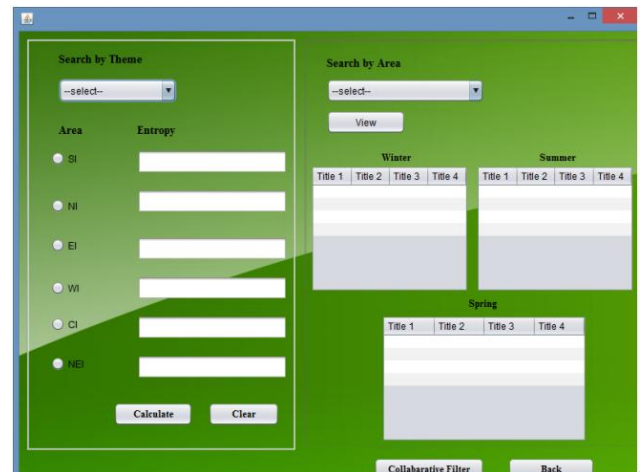 Search by Theme
--select--
Area Entropy
SI
NI
EI
WI
CI
NEI
Calculate Clear
Search by Area
--select--
View
Winter
Title 1 Title 2 Title 3 Title 4
Summer
Title 1 Title 2 Title 3 Title 4
Spring
Title 1 Title 2 Title 3 Title 4
Collabarative Filter Back